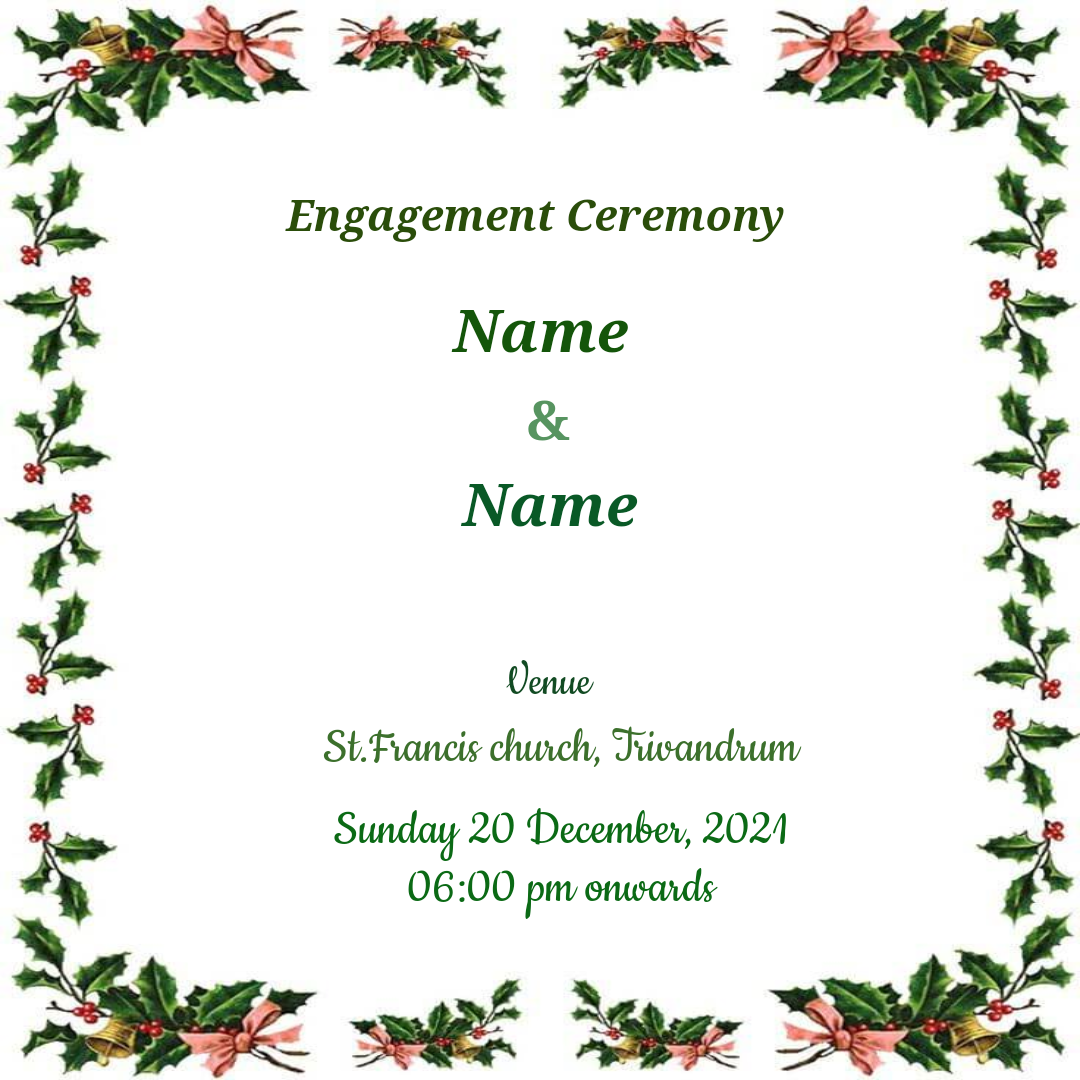 Engagement Ceremony
Name
&
Name
Venue
St.Francis church, Trivandrum
Sunday 20 December, 2021
06:00 pm onwards